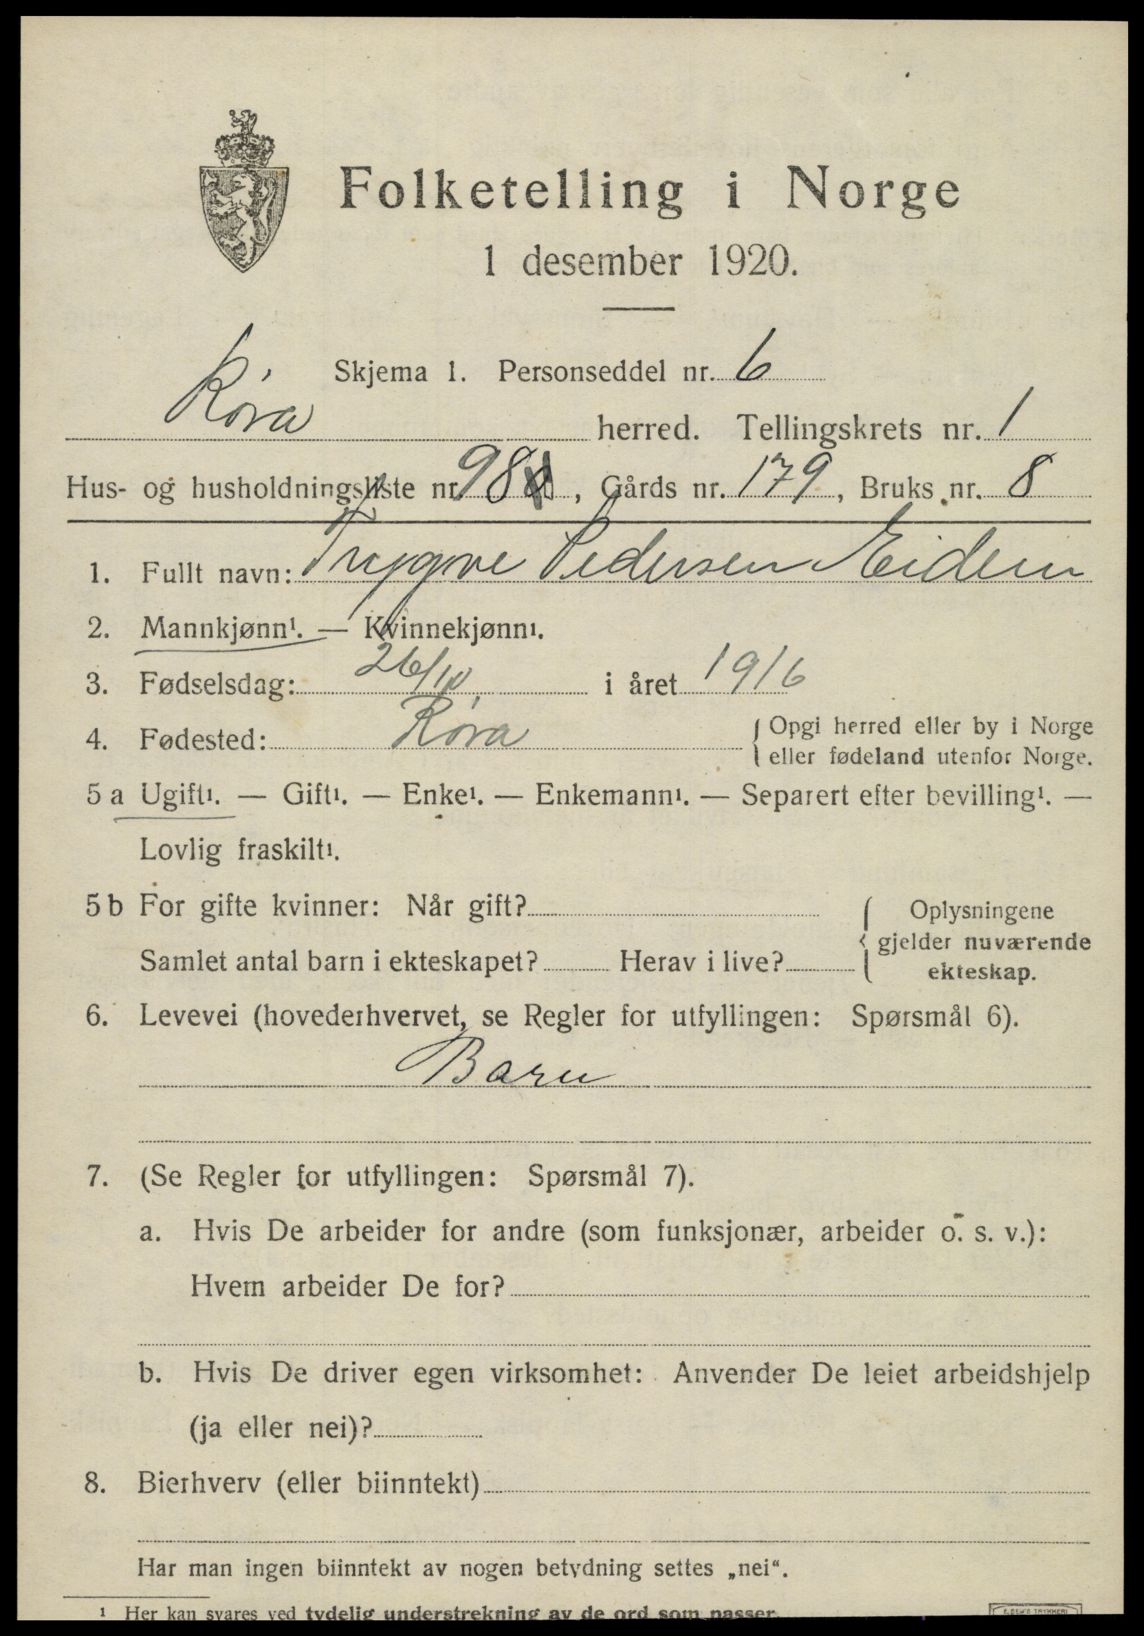 Folketelling i Norge
1 desember 1920.
Skjema 1. Personseddel nr. 6
Røra herred. Tellingskrets nr. 1
Hus- og husholdningsliste nr. 98, Gårds nr. 179, Bruks nr. 8
1. Fullt navn: Trygve Pedersen Eidem
2. Mannkjønn¹. — Kvinnekjønn¹.
3. Fødselsdag: 26/10 i året 1916
4. Fødested: Røra { Opgi herred eller by i Norge
eller fødeland utenfor Norge.
5 a Ugift¹. — Gift¹. — Enke¹. — Enkemann¹. — Separert efter bevilling¹. —
Lovlig fraskilt¹.
5 b For gifte kvinner: Når gift?
Samlet antal barn i ekteskapet? Herav i live? { Oplysningene
gjelder nuværende
ekteskap.
6. Levevei (hovederhvervet, se Regler for utfyllingen: Spørsmål 6).
Barn
7. (Se Regler for utfyllingen: Spørsmål 7).
a. Hvis De arbeider for andre (som funksjonær, arbeider o. s. v.):
Hvem arbeider De for?
b. Hvis De driver egen virksomhet: Anvender De leiet arbeidshjelp
(ja eller nei)?
8. Bierhverv (eller biinntekt)
Har man ingen biinntekt av nogen betydning settes „nei“.
¹ Her kan svares ved tydelig understrekning av de ord som passer.